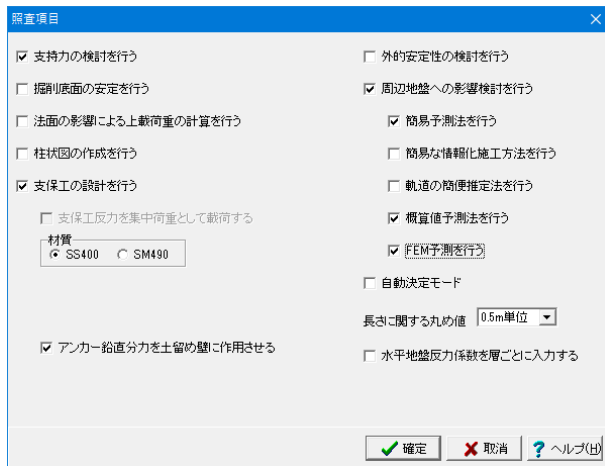 照査項目
支持力の検討を行う
掘削底面の安定を行う
法面の影響による上載荷重の計算を行う
柱状図の作成を行う
支保工の設計を行う
支保工反力を集中荷重として載荷する
材質
SS400
SM490
アンカー鉛直分力を土留め壁に作用させる
外的安定性の検討を行う
周辺地盤への影響検討を行う
簡易予測法を行う
簡易な情報化施工方法を行う
軌道の簡便推定法を行う
概算値予測法を行う
FEM予測を行う
自動決定モード
長さに関する丸め値 0.5m単位
水平地盤反力係数を層ごとに入力する
確定 取消 ヘルプ(H)